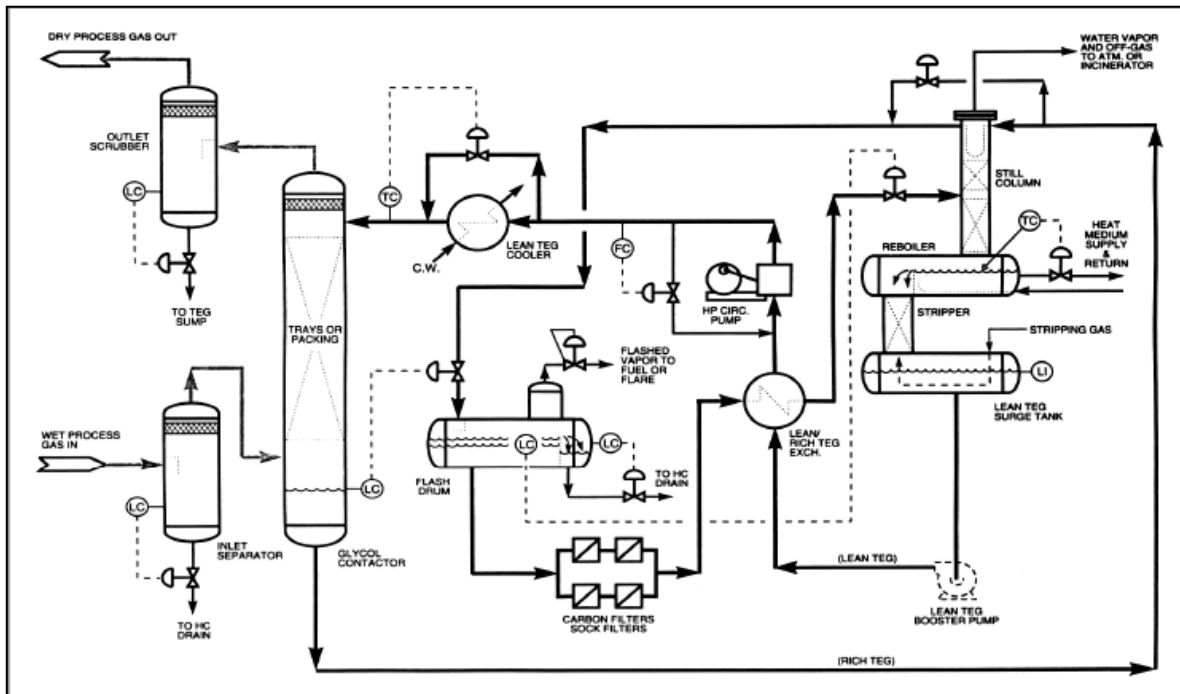 DRY PROCESS GAS OUT
OUTLET
SCRUBBER
LC
TO TEG
SUMP
WET PROCESS
GAS IN
LC
INLET
SEPARATOR
TO HC
DRAIN
TRAYS OR
PACKING
LC
GLYCOL
CONTACTOR
TC
C.W.
LEAN TEG
COOLER
FC
HP CIRC.
PUMP
FLASHED
VAPOR TO
FUEL OR
FLARE
LC
LC
FLASH
DRUM
TO HC
DRAIN
CARBON FILTERS
SOCK FILTERS
LEAN/
RICH TEG
EXCH.
WATER VAPOR
AND OFF-GAS
TO ATM. OR
INCINERATOR
STILL
COLUMN
TC
HEAT
MEDIUM
SUPPLY
&
RETURN
REBOILER
STRIPPER
STRIPPING GAS
LI
LEAN TEG
SURGE TANK
(LEAN TEG)
LEAN TEG
BOOSTER PUMP
(RICH TEG)